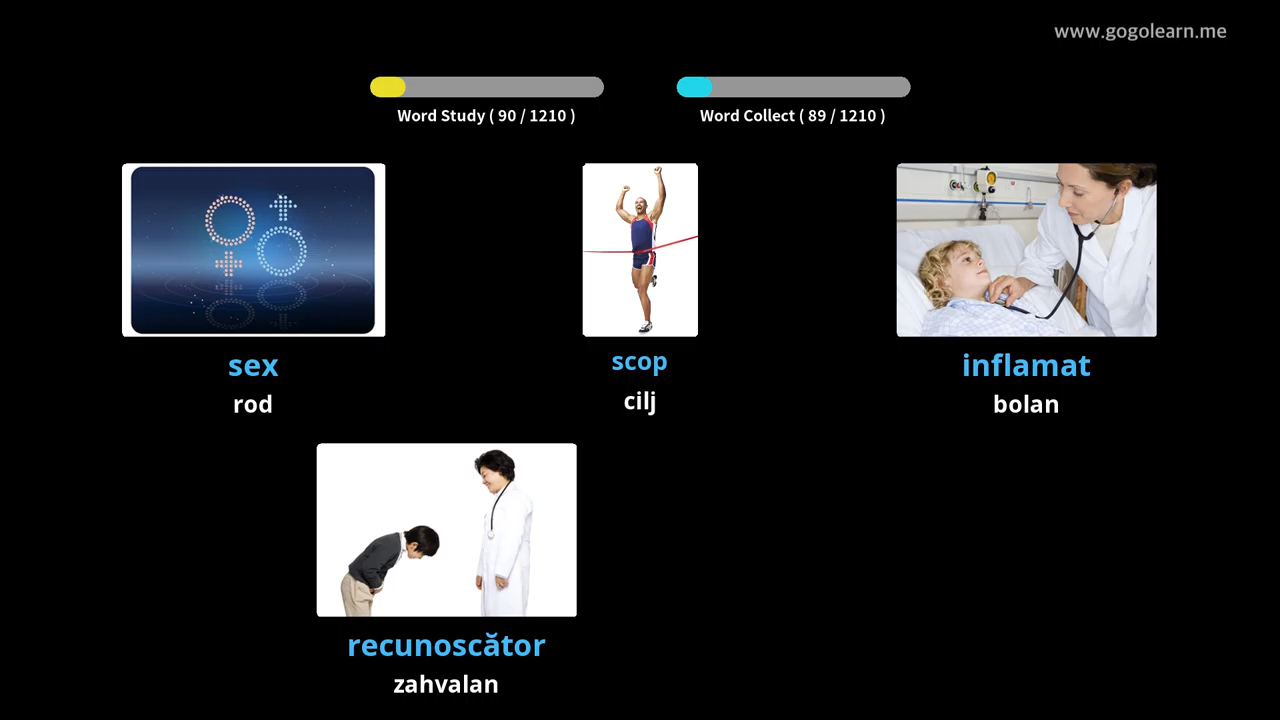 www.gogolearn.me
Word Study ( 90 / 1210 )
Word Collect ( 89 / 1210 )
sex
rod
scop
cilj
inflamat
bolan
recunoscător
zahvalan